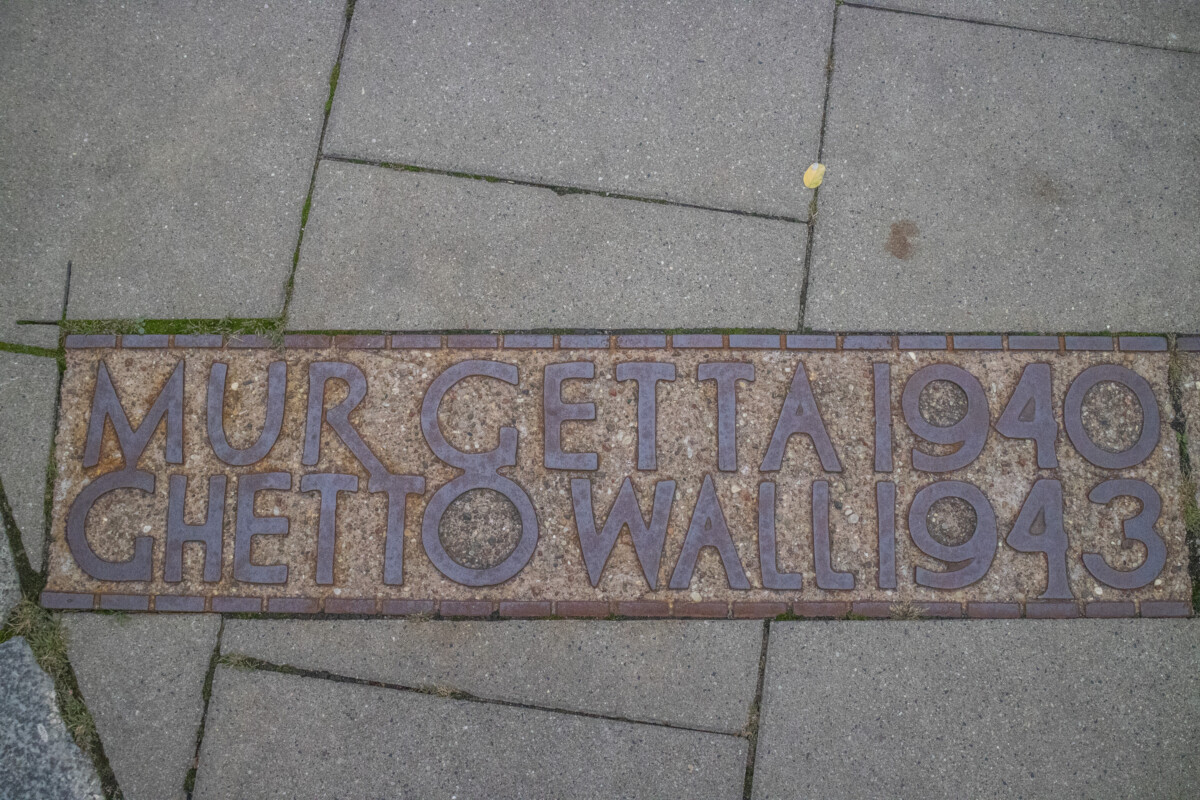 MUR GETTA 1940
GHETTO WALL 1943